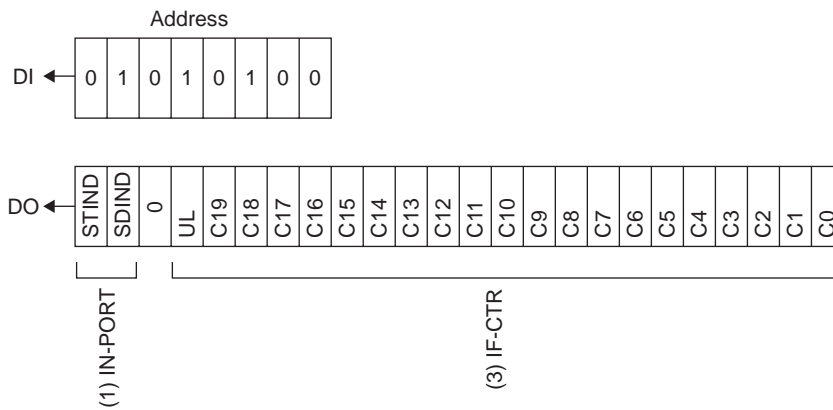 Address
DI 0 1 0 1 0 1 0 0
DO STIND SDIND 0 UL C19 C18 C17 C16 C15 C14 C13 C12 C11 C10 C9 C8 C7 C6 C5 C4 C3 C2 C1 C0
(1) IN-PORT
(3) IF-CTR